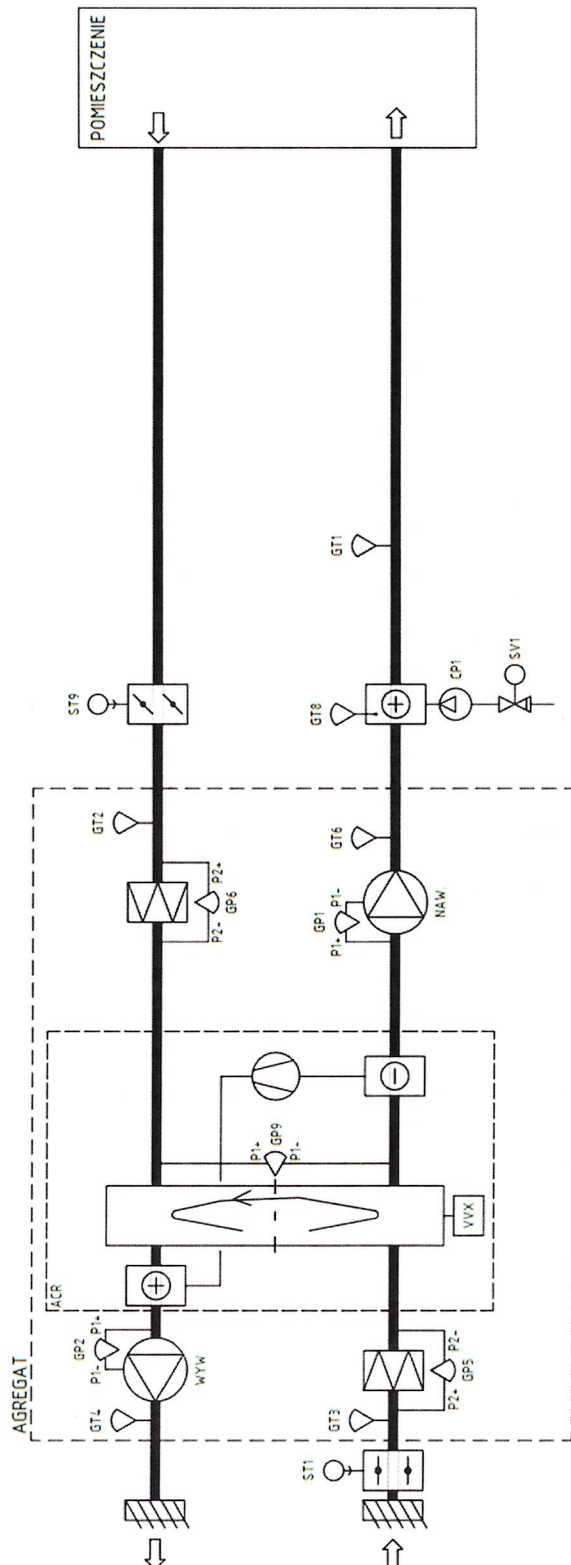 AGREGAT
POMIESZCZENIE
ST9
GT2
P2-
P2+
GP6
ACR
P1-
P1+
GP2
GT4
WYW
P1+
GP9
P1-
VVX
GT1
GT8
CP1
SV1
GT6
P1+
P1-
GP1
NAW.
GT3
P2+
P2-
GP5
ST1